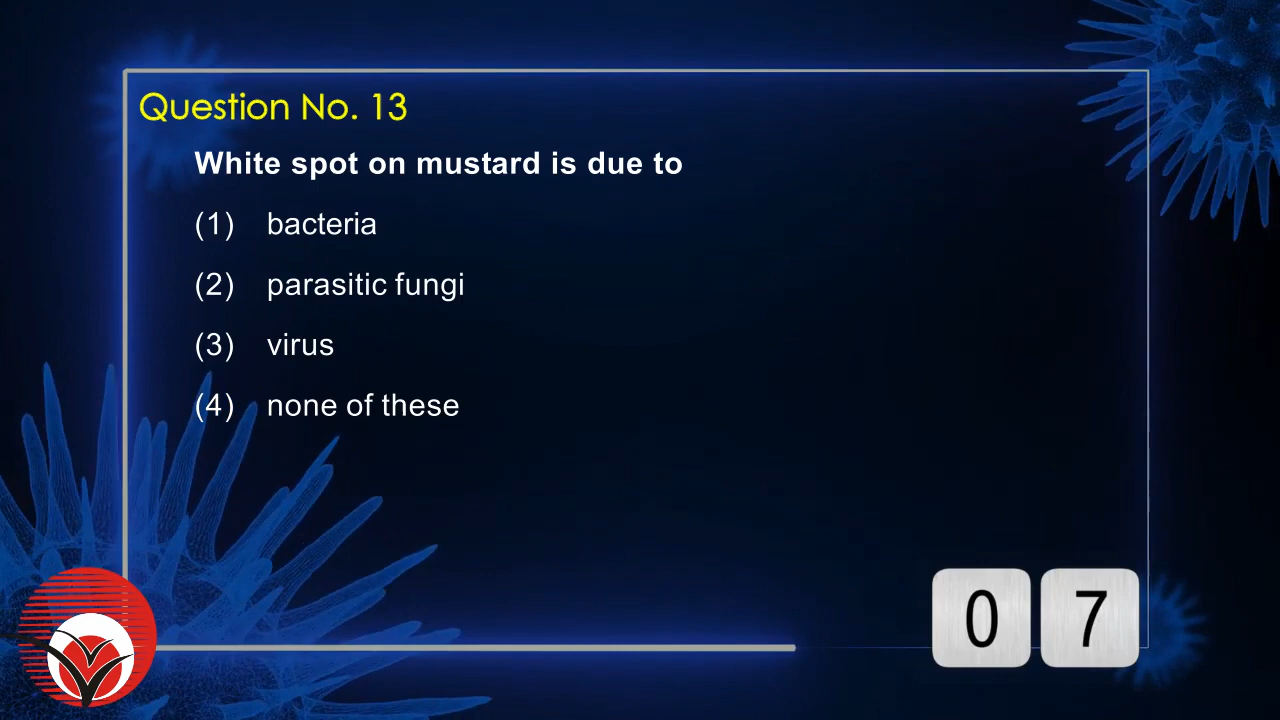 Question No. 13
White spot on mustard is due to
(1) bacteria
(2) parasitic fungi
(3) virus
(4) none of these
0 7